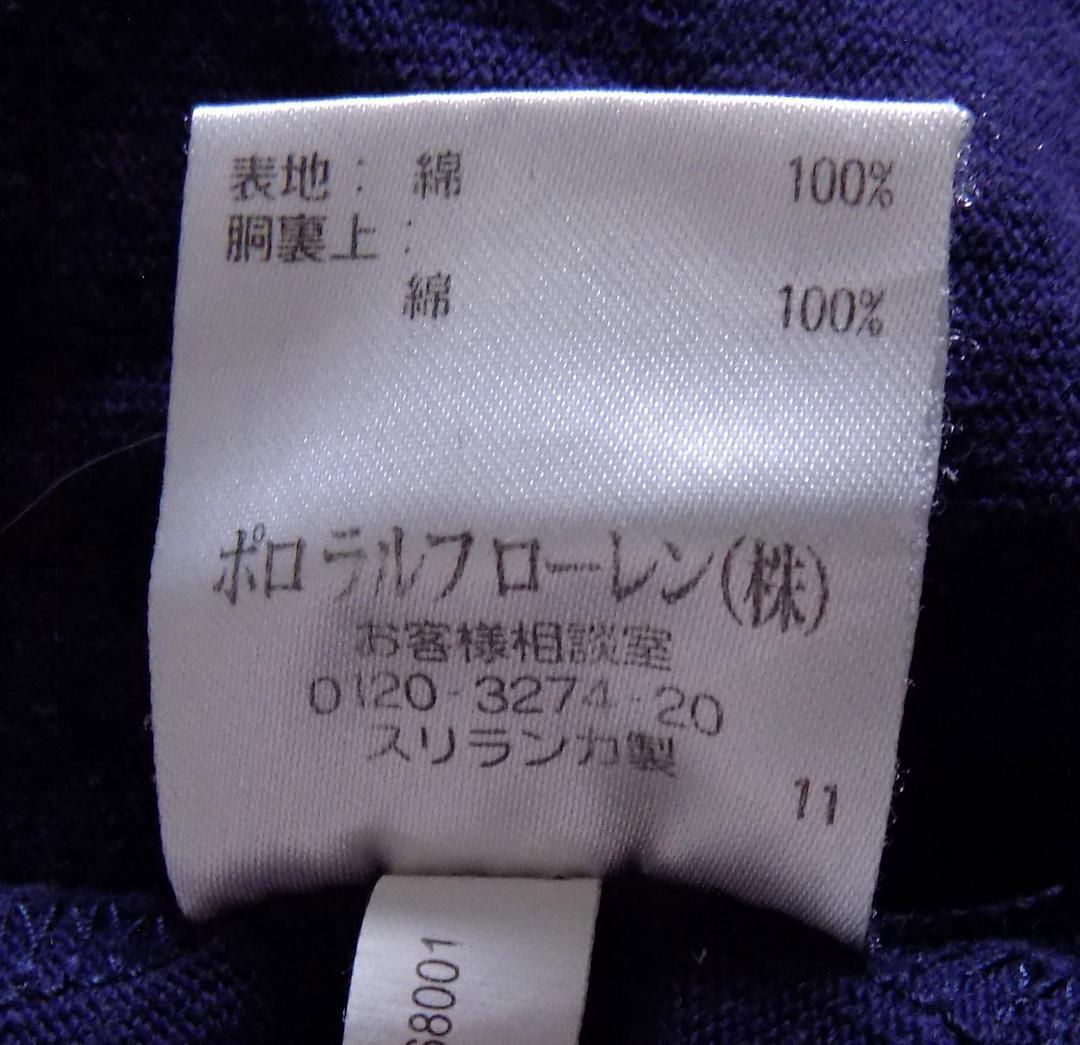 表地： 綿 100%
胴裏上：
綿 100%
ポロ ラルフ ローレン(株)
お客様相談室
0120-3274-20
スリランカ製
11
68001